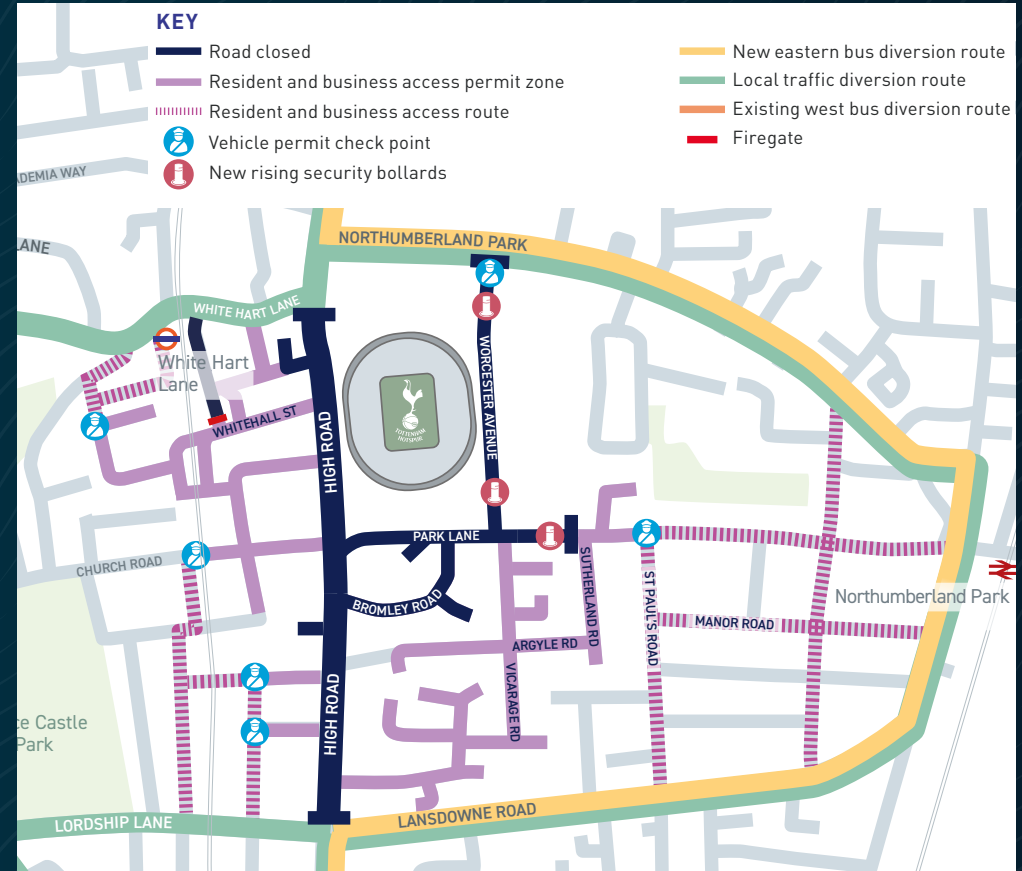 KEY
Road closed
Resident and business access permit zone
Resident and business access route
Vehicle permit check point
New rising security bollards
New eastern bus diversion route
Local traffic diversion route
Existing west bus diversion route
Firegate
ADEMIA WAY
LANE
NORTHUMBERLAND PARK
WHITE HART LANE
White Hart
Lane
WHITEHALL ST
HIGH ROAD
WORCESTER AVENUE
TOTTENHAM
HOTSPUR
PARK LANE
CHURCH ROAD
BROMLEY ROAD
SUTHERLAND RD
ST PAUL'S ROAD
Northumberland Park
MANOR ROAD
ARGYLE RD
VICARAGE RD
HIGH ROAD
ce Castle
Park
LORDSHIP LANE
LANSDOWNE ROAD